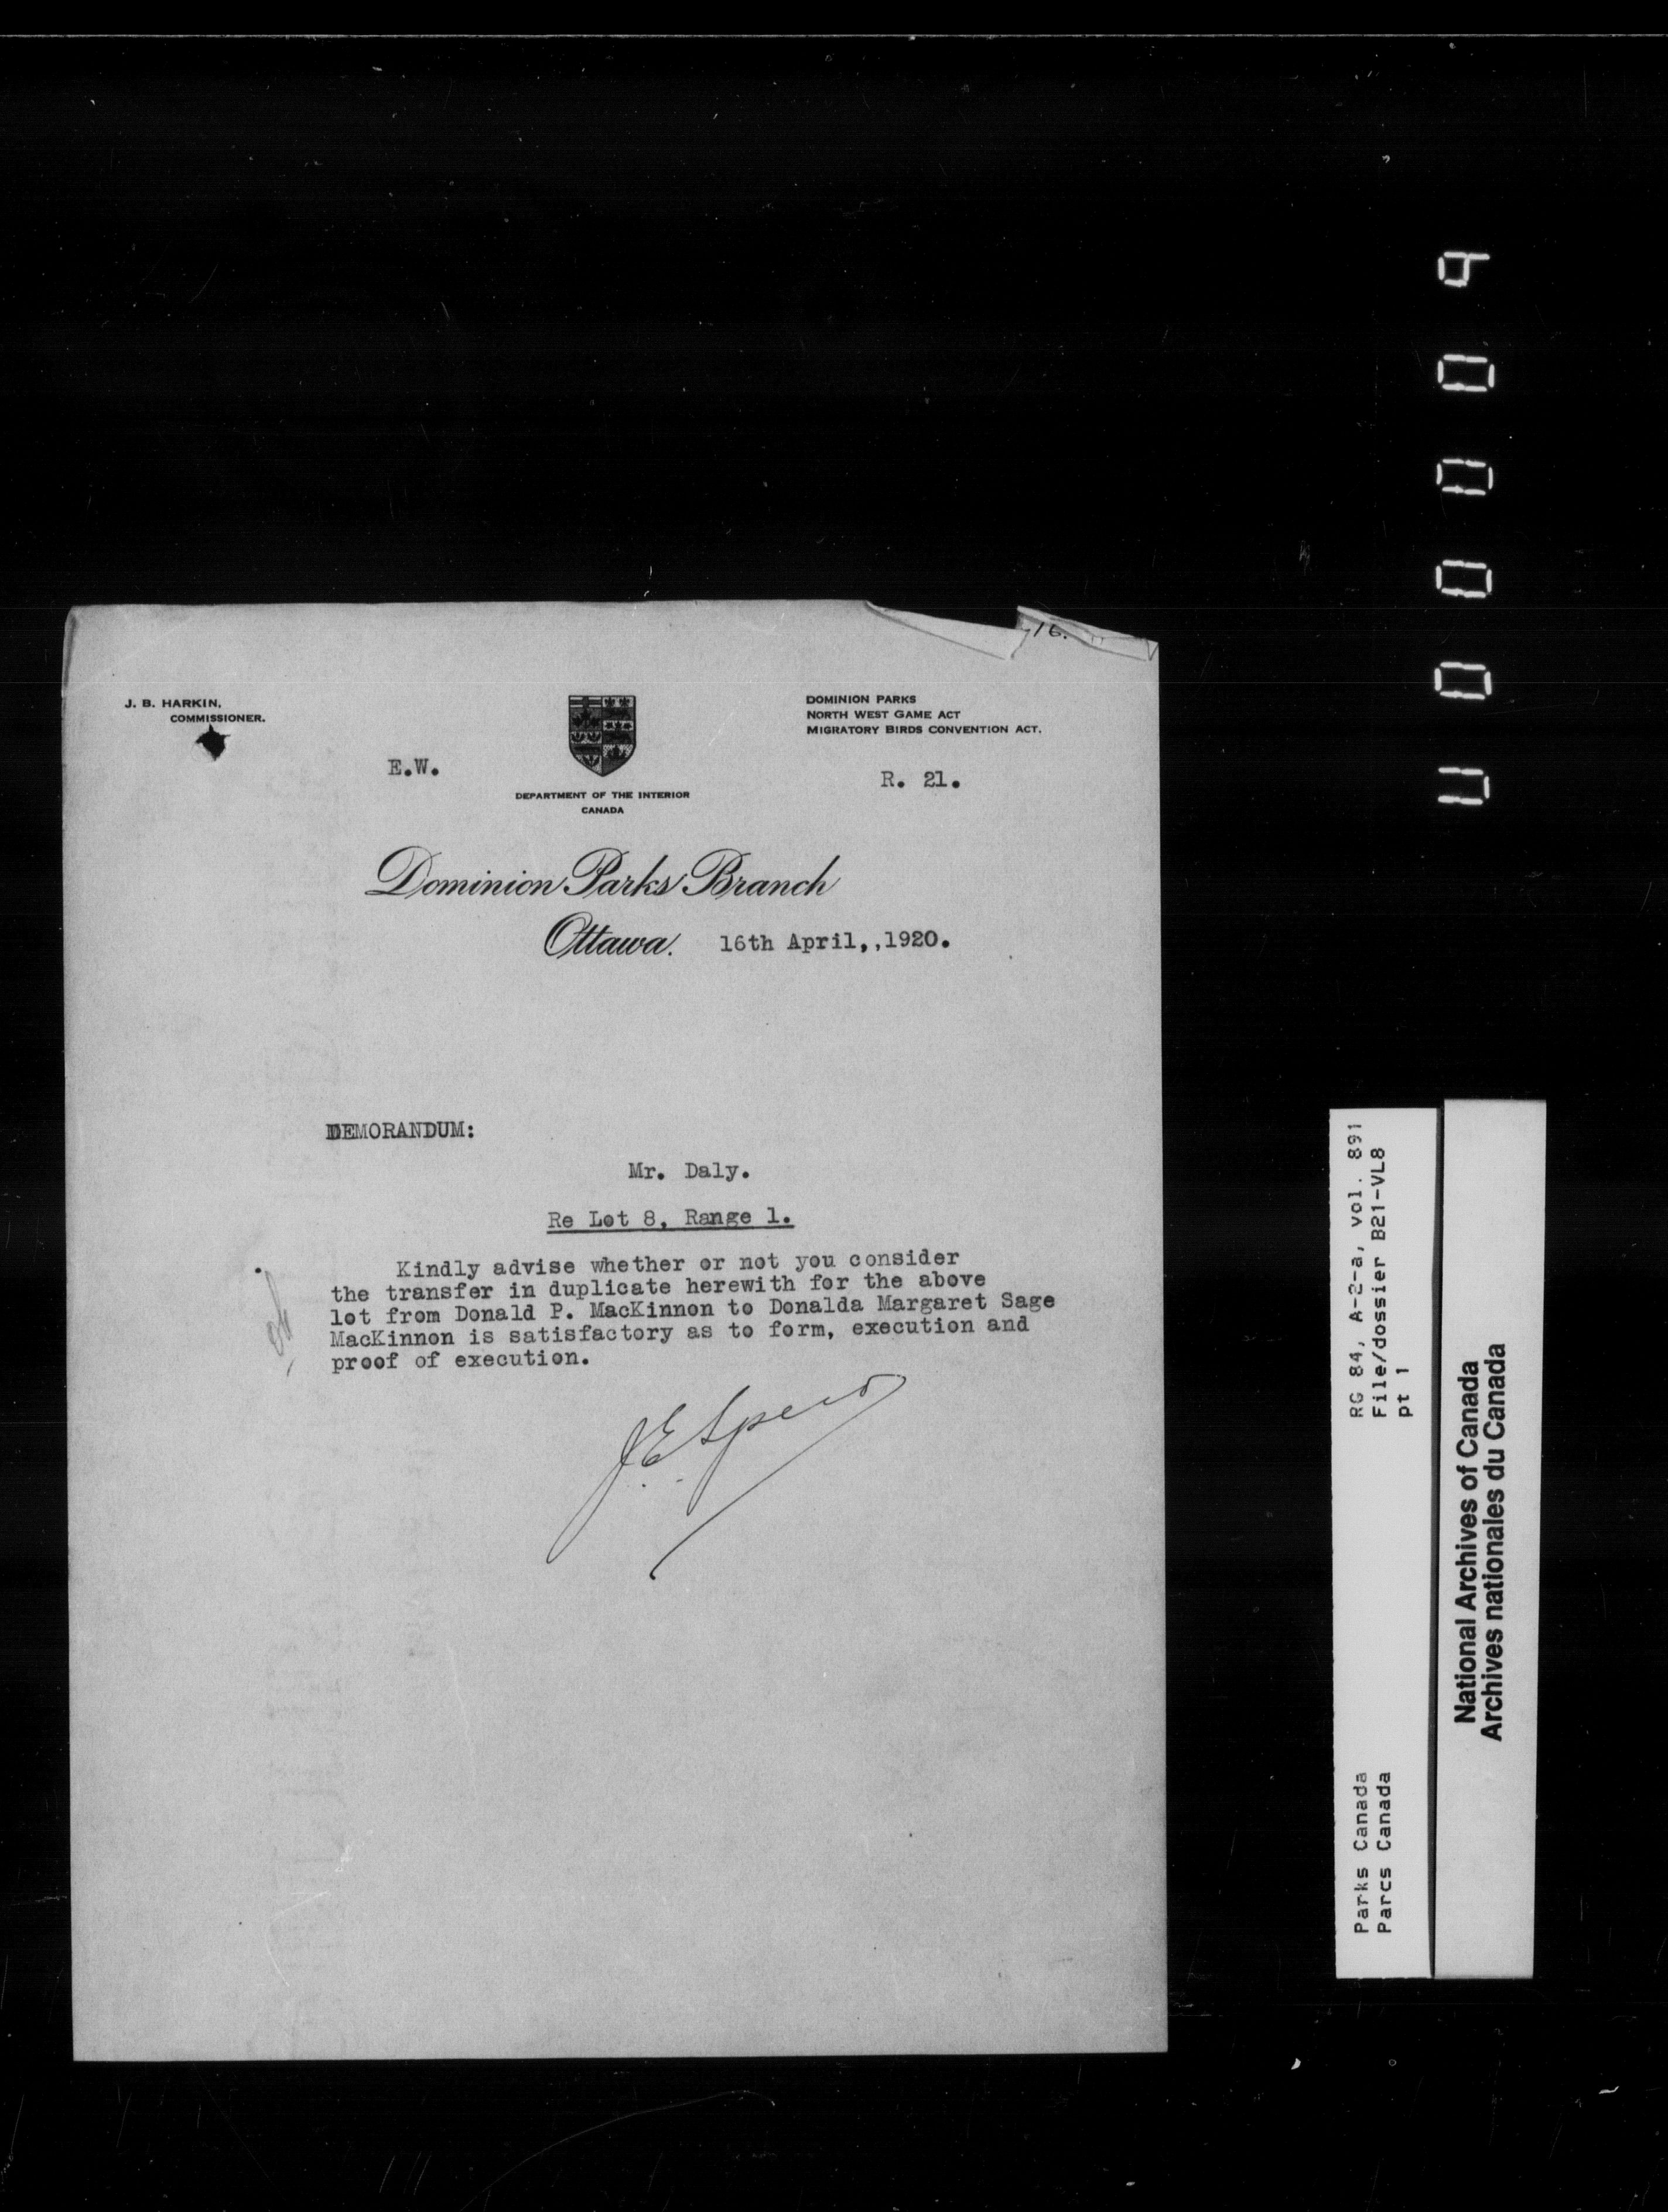 16.
J. B. HARKIN,
COMMISSIONER.
DOMINION PARKS
NORTH WEST GAME ACT
MIGRATORY BIRDS CONVENTION ACT.
E.W.
R. 21.
DEPARTMENT OF THE INTERIOR
CANADA
Dominion Parks Branch
Ottawa. 16th April,,1920.
MEMORANDUM:
Mr. Daly.
Re Lot 8, Range 1.
Kindly advise whether or not you consider
the transfer in duplicate herewith for the above
lot from Donald P. MacKinnon to Donalda Margaret Sage
MacKinnon is satisfactory as to form, execution and
proof of execution.
J.E. Spero
RG 84, A-2-a, vol. 891
File/dossier B21-VL8
pt 1
Parks Canada
Parcs Canada
National Archives of Canada
Archives nationales du Canada